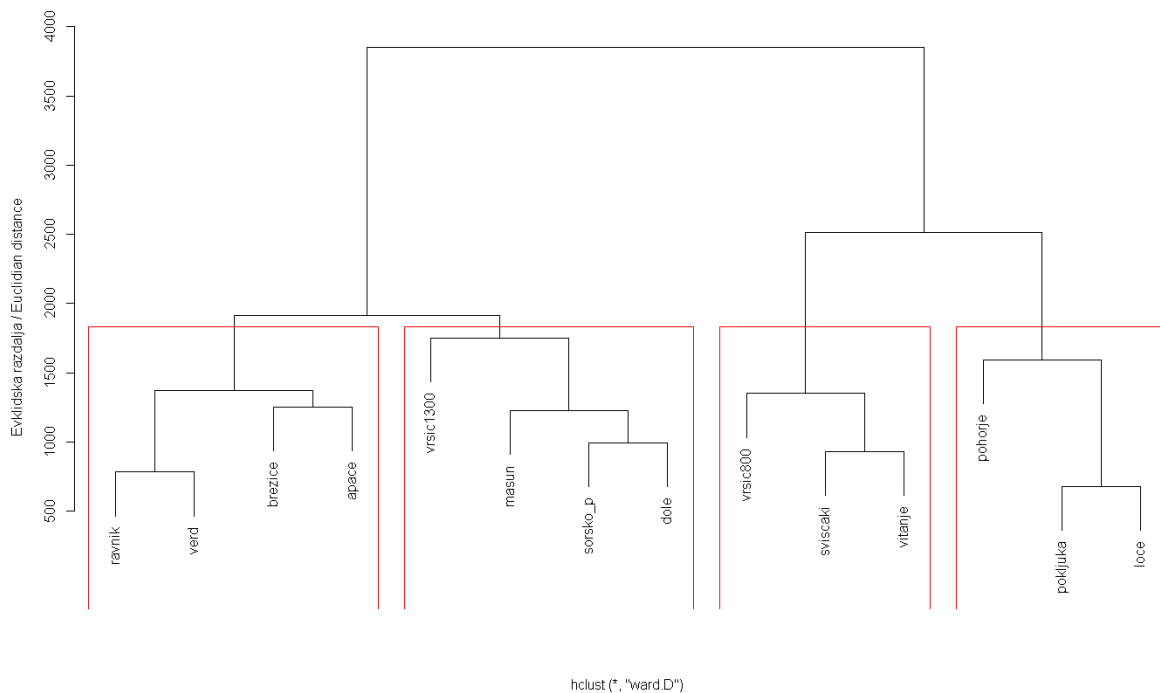 Evklidska razdalja / Euclidian distance
4000
3500
3000
2500
2000
1500
1000
500
ravnik
verd
brezice
apace
vrsic1300
masun
sorsko_p
dole
vrsic800
sviscaki
vitanje
pohorje
pokljuka
loce
hclust (*, "ward.D")